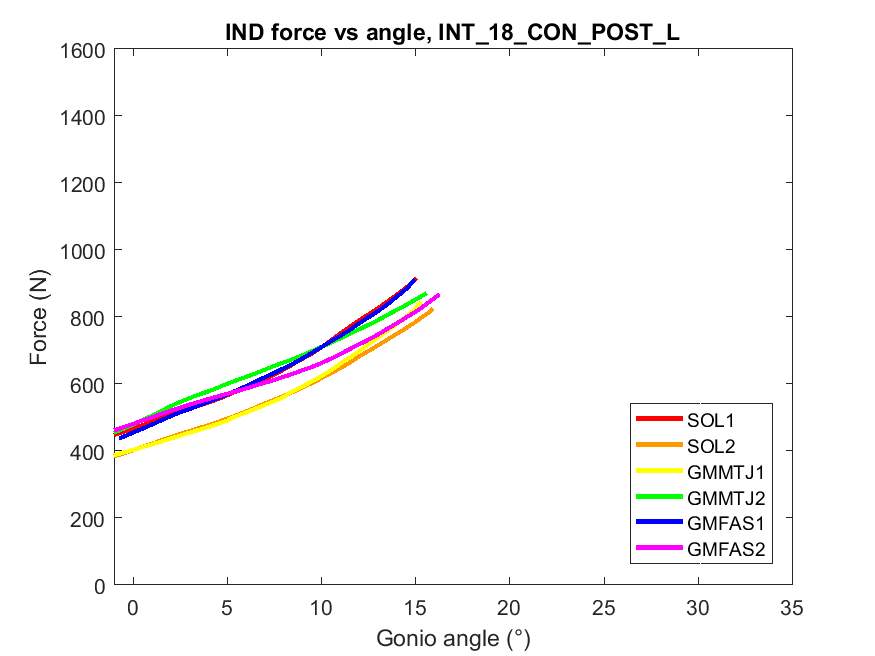 IND force vs angle, INT_18_CON_POST_L
1600
1400
1200
1000
800
600
400
200
0
Force (N)
0 5 10 15 20 25 30 35
Gonio angle (°)
SOL1
SOL2
GMMTJ1
GMMTJ2
GMFAS1
GMFAS2